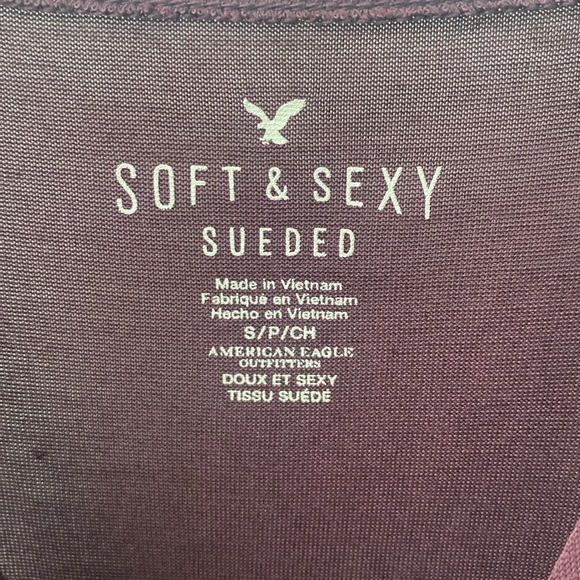 SOFT & SEXY
SUEDED
Made in Vietnam
Fabriqué en Vietnam
Hecho en Vietnam
S/P/CH
AMERICAN EAGLE
OUTFITTERS
DOUX ET SEXY
TISSU SUÉDÉ